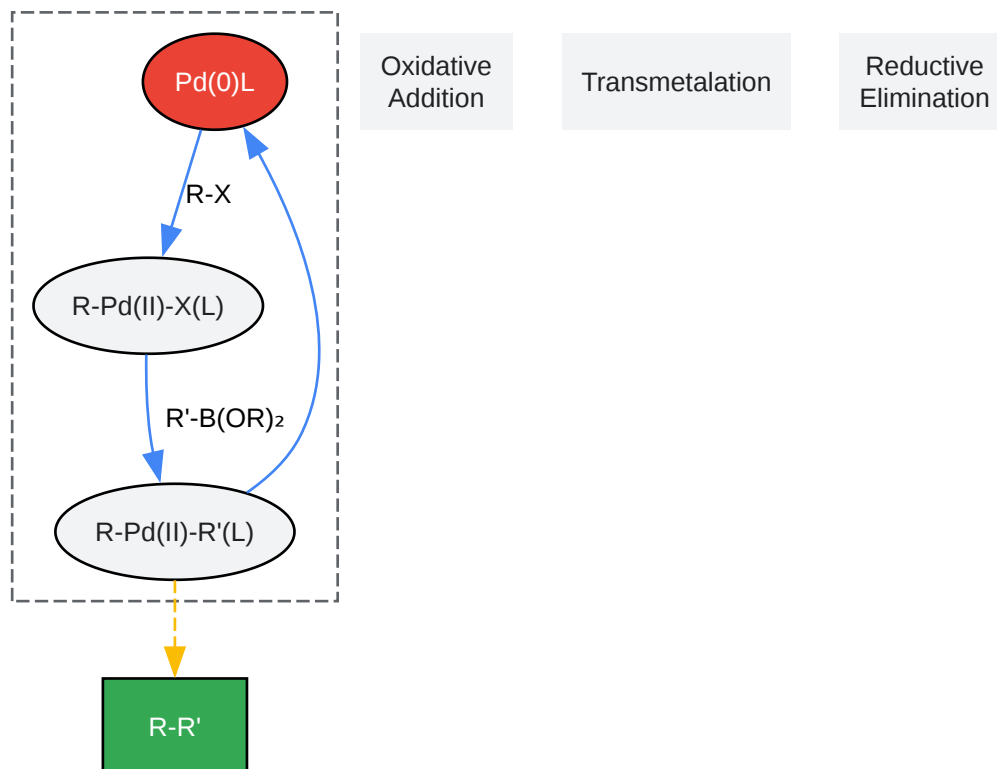 Pd(0)L
Oxidative
Addition
Transmetalation
Reductive
Elimination
R-X
R-Pd(II)-X(L)
R'-B(OR)₂
R-Pd(II)-R'(L)
R-R'